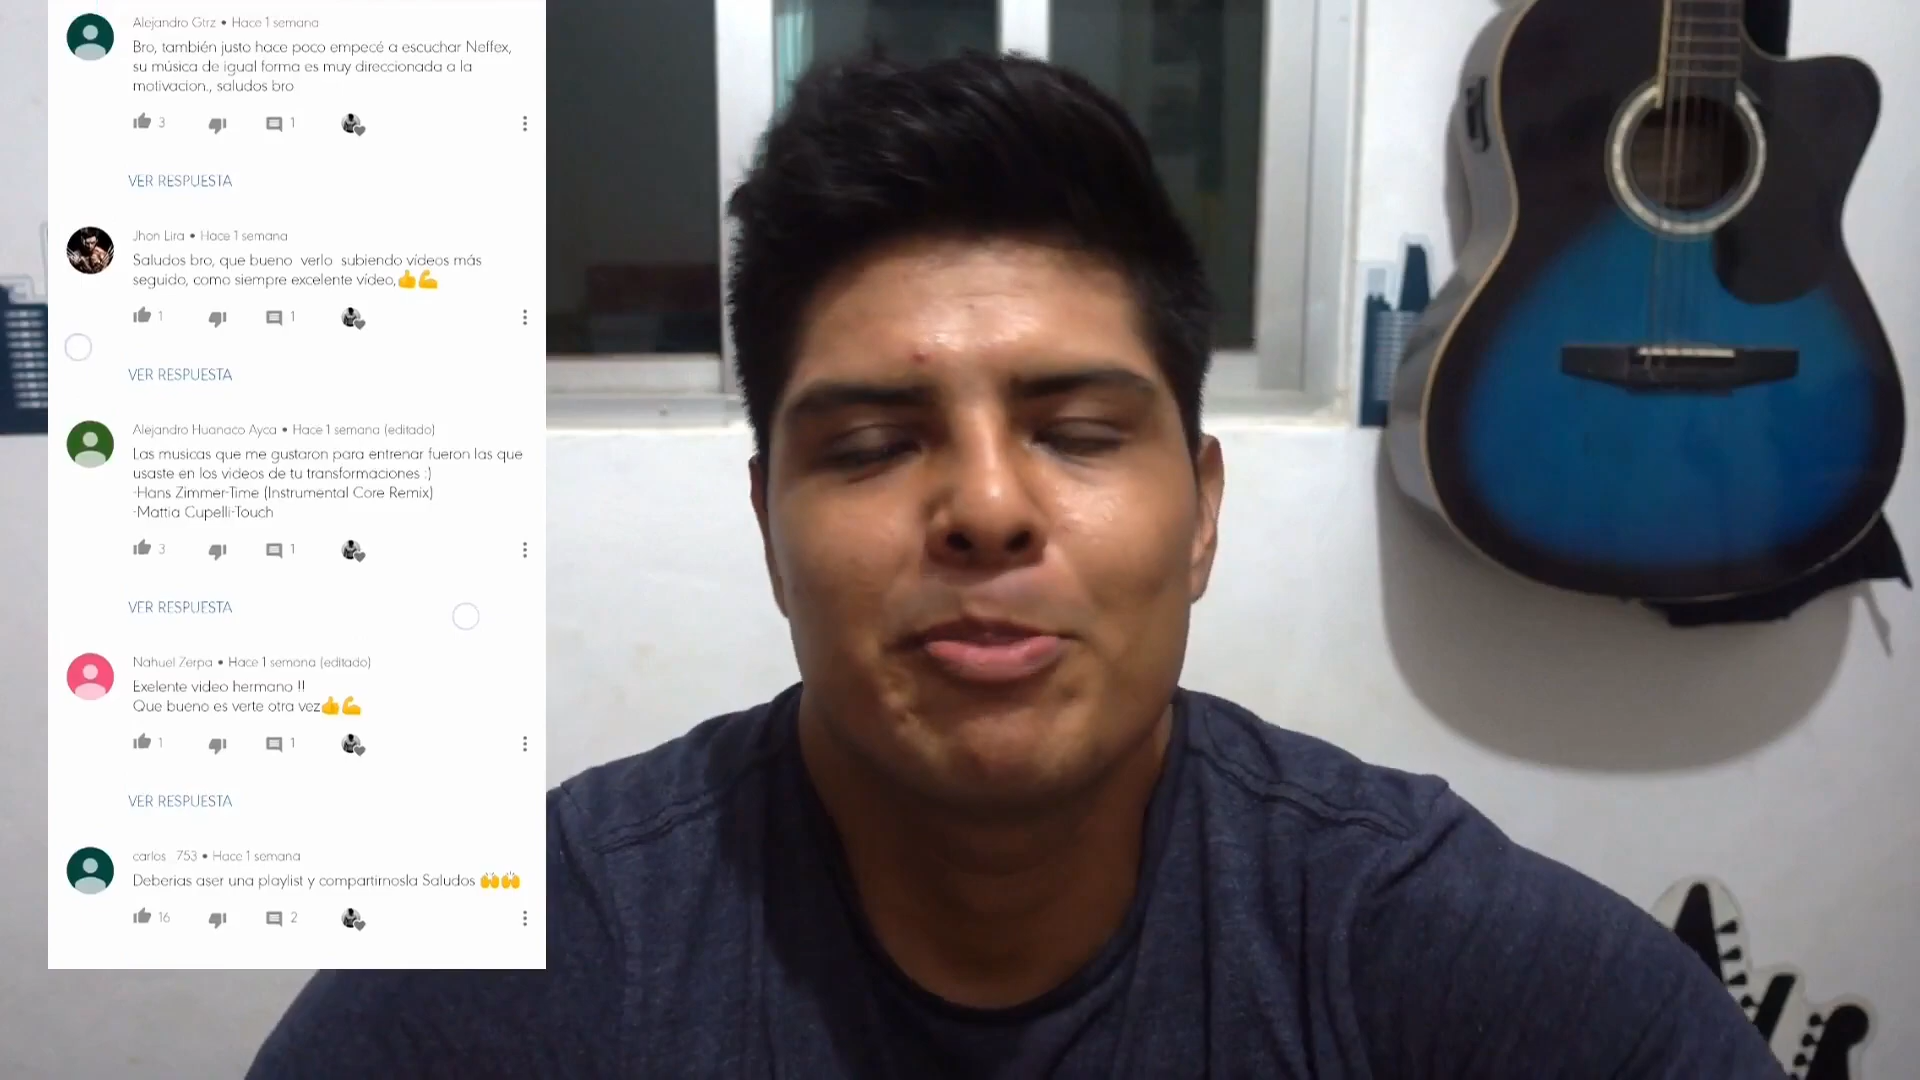 Alejandro Gtrz • Hace 1 semana
Bro, también justo hace poco empecé a escuchar Neffex,
su música de igual forma es muy direccionada a la
motivacion., saludos bro
3 1
VER RESPUESTA
Jhon Lira • Hace 1 semana
Saludos bro, que bueno verlo subiendo vídeos más
seguido, como siempre excelente vídeo,👍💪
1 1
VER RESPUESTA
Alejandro Huanaco Ayca • Hace 1 semana (editado)
Las musicas que me gustaron para entrenar fueron las que
usaste en los videos de tu transformaciones :)
-Hans Zimmer-Time (Instrumental Core Remix)
-Mattia Cupelli-Touch
3 1
VER RESPUESTA
Nahuel Zerpa • Hace 1 semana (editado)
Exelente video hermano !!
Que bueno es verte otra vez👍💪
1 1
VER RESPUESTA
carlos 753 • Hace 1 semana
Deberias aser una playlist y compartirnosla Saludos 🙌🙌
16 2